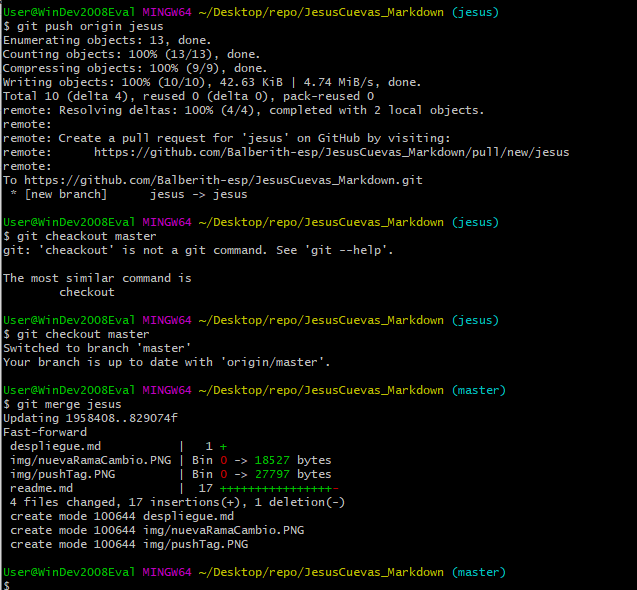 User@WinDev2008Eval MINGW64 ~/Desktop/repo/JesusCuevas_Markdown (jesus)
$ git push origin jesus
Enumerating objects: 13, done.
Counting objects: 100% (13/13), done.
Compressing objects: 100% (9/9), done.
Writing objects: 100% (10/10), 42.63 KiB | 4.74 MiB/s, done.
Total 10 (delta 4), reused 0 (delta 0), pack-reused 0
remote: Resolving deltas: 100% (4/4), completed with 2 local objects.
remote:
remote: Create a pull request for 'jesus' on GitHub by visiting:
remote:      https://github.com/Balberith-esp/JesusCuevas_Markdown/pull/new/jesus
remote:
To https://github.com/Balberith-esp/JesusCuevas_Markdown.git
 * [new branch]      jesus -> jesus

User@WinDev2008Eval MINGW64 ~/Desktop/repo/JesusCuevas_Markdown (jesus)
$ git cheackout master
git: 'cheackout' is not a git command. See 'git --help'.

The most similar command is
        checkout

User@WinDev2008Eval MINGW64 ~/Desktop/repo/JesusCuevas_Markdown (jesus)
$ git checkout master
Switched to branch 'master'
Your branch is up to date with 'origin/master'.

User@WinDev2008Eval MINGW64 ~/Desktop/repo/JesusCuevas_Markdown (master)
$ git merge jesus
Updating 1958408..829074f
Fast-forward
 despliegue.md           |   1 +
 img/nuevaRamaCambio.PNG | Bin 0 -> 18527 bytes
 img/pushTag.PNG         | Bin 0 -> 27797 bytes
 readme.md               |  17 ++++++++++++++++-
 4 files changed, 17 insertions(+), 1 deletion(-)
 create mode 100644 despliegue.md
 create mode 100644 img/nuevaRamaCambio.PNG
 create mode 100644 img/pushTag.PNG

User@WinDev2008Eval MINGW64 ~/Desktop/repo/JesusCuevas_Markdown (master)
$